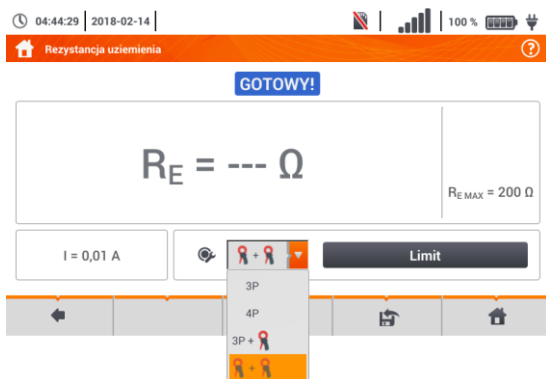 04:44:29 2018-02-14 100 %
Rezystancja uziemienia ?
GOTOWY!
RE = --- Ω
RE MAX = 200 Ω
I = 0,01 A + Limit
3P
4P
3P +
+